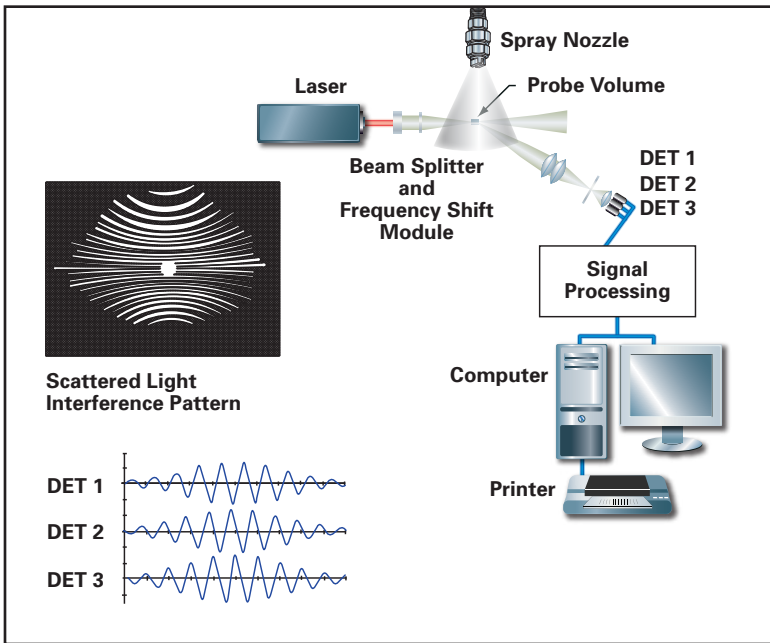 Spray Nozzle
Laser
Probe Volume
Beam Splitter
and
Frequency Shift
Module
DET 1
DET 2
DET 3
Signal
Processing
Scattered Light
Interference Pattern
Computer
Printer
DET 1
DET 2
DET 3